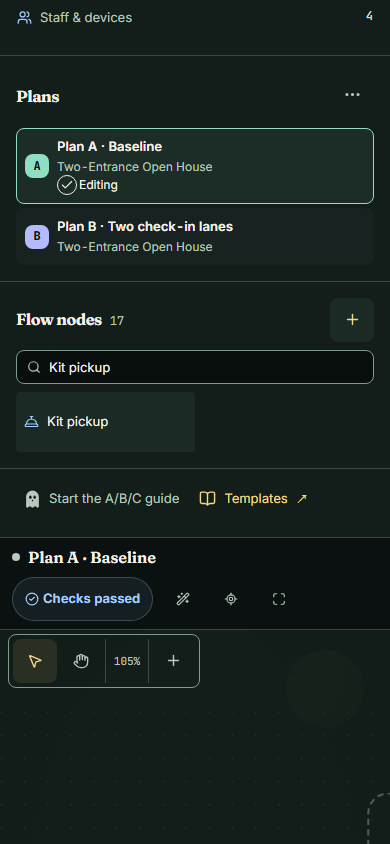 Staff & devices 4
Plans
A Plan A · Baseline
Two-Entrance Open House
Editing
B Plan B · Two check-in lanes
Two-Entrance Open House
Flow nodes 17
Kit pickup
Kit pickup
Start the A/B/C guide Templates ↗
Plan A · Baseline
Checks passed
105%